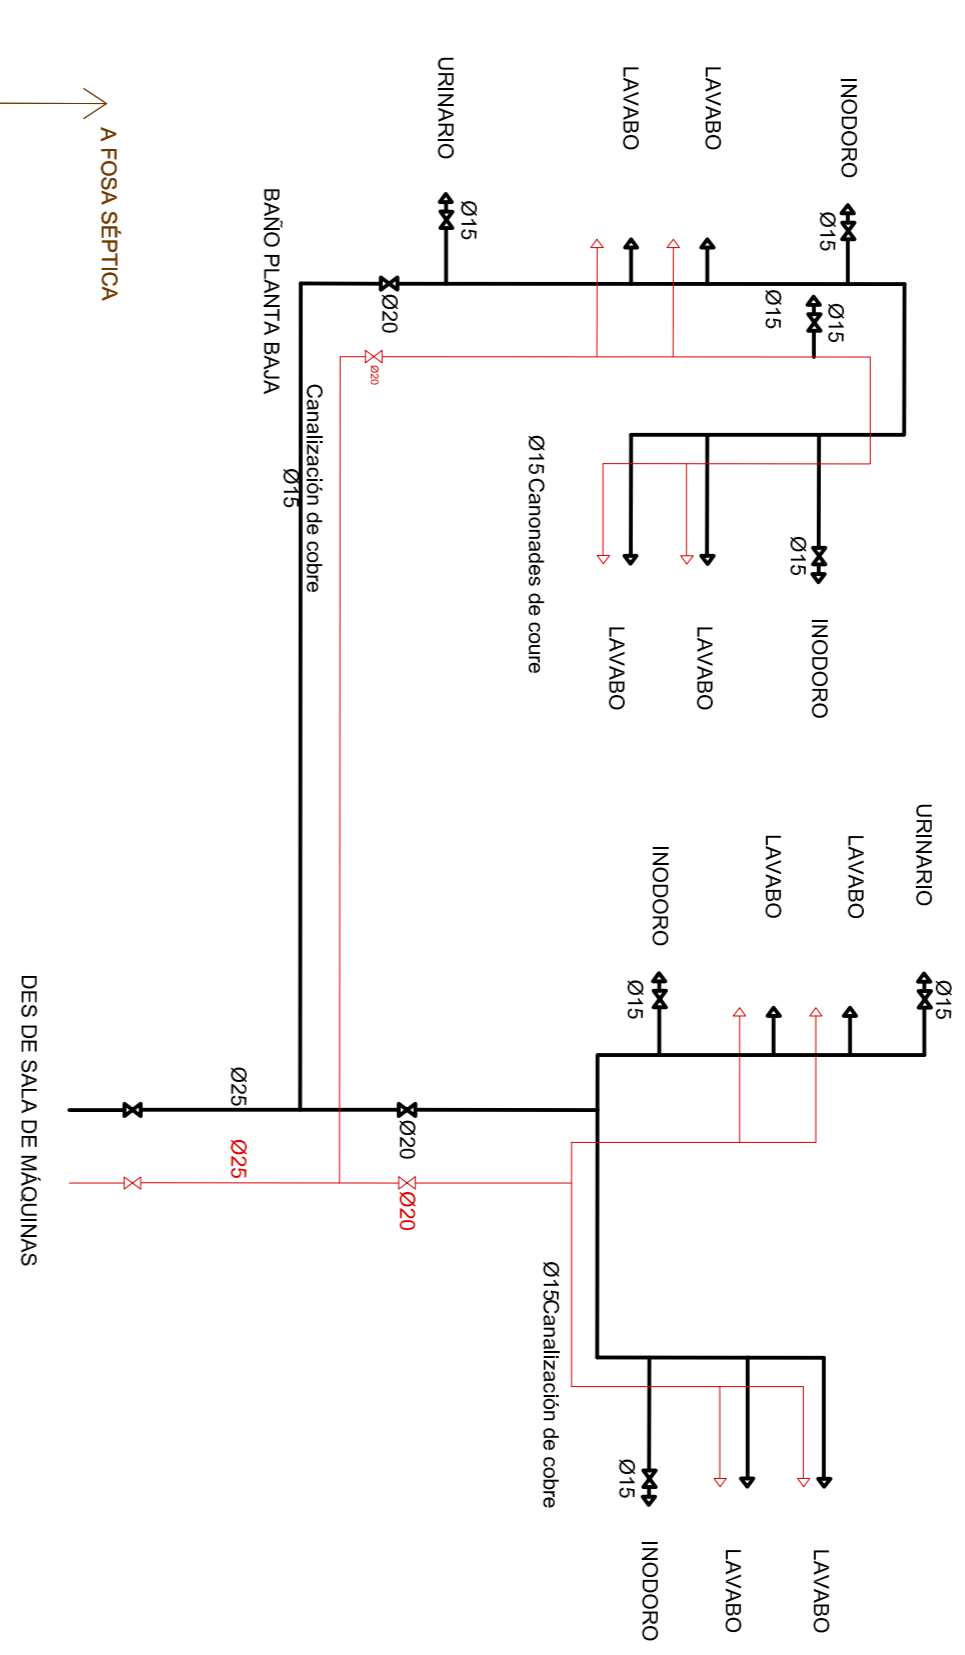 URINARIO
LAVABO
LAVABO
INODORO
Ø15
Ø15
Ø15
Ø15
A FOSA SÉPTICA
BAÑO PLANTA BAJA
Ø20
Ø20
Canalización de cobre
Ø15
Ø15 Canonades de coure
Ø15
LAVABO
LAVABO
INODORO
INODORO
LAVABO
LAVABO
URINARIO
Ø15
Ø15
DES DE SALA DE MÁQUINAS
Ø25
Ø25
Ø20
Ø20
Ø15Canalización de cobre
Ø15
INODORO
LAVABO
LAVABO